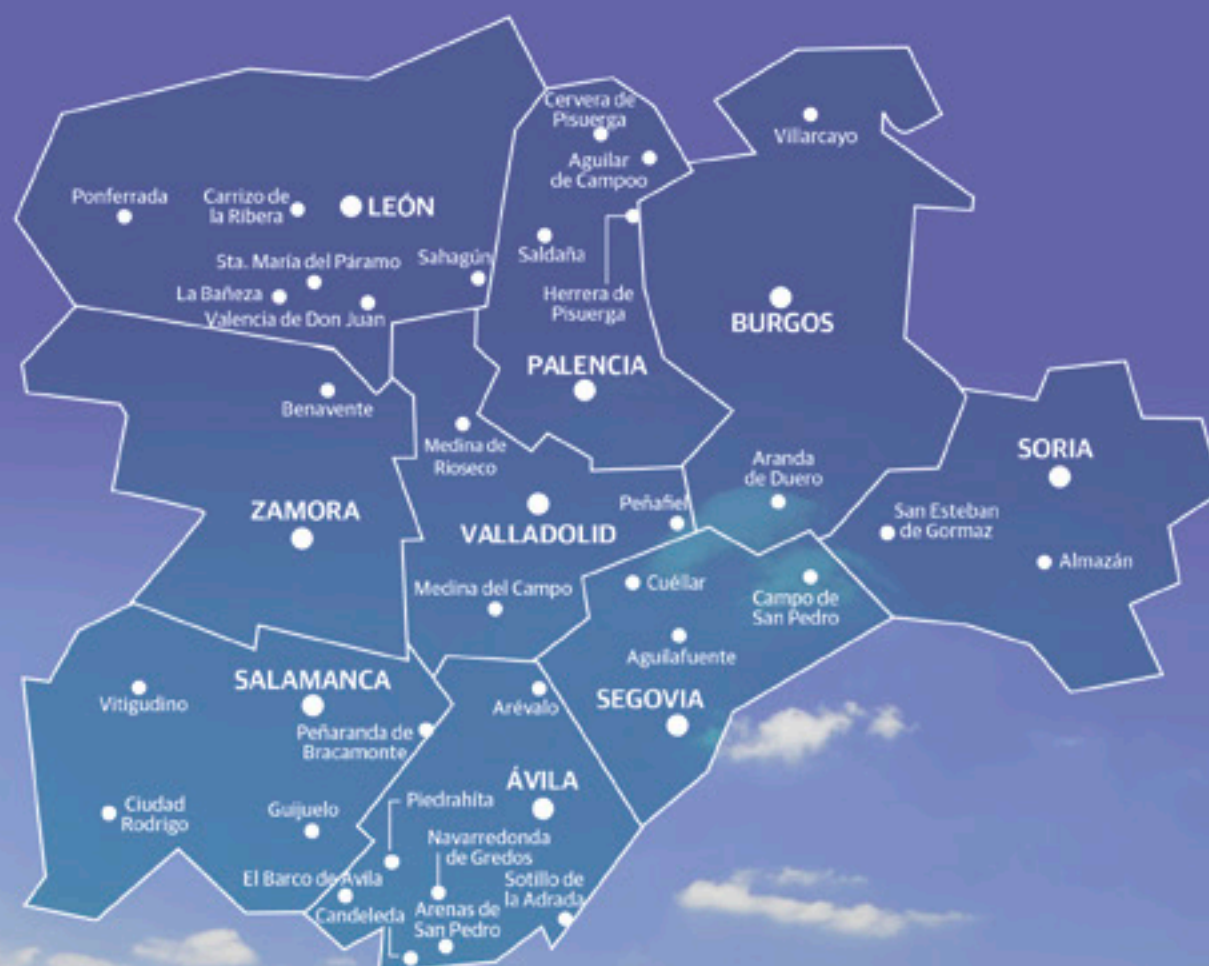 Cervera de
Pisuerga
Villarcayo
Aguilar
de Campoo
Ponferrada
Carrizo de
la Ribera
LEÓN
Saldaña
Sta. María del Páramo
Sahagún
La Bañeza
Valencia de Don Juan
Herrera de
Pisuerga
BURGOS
PALENCIA
Benavente
Medina de
Rioseco
Aranda
de Duero
SORIA
ZAMORA
VALLADOLID
Peñafiel
San Esteban
de Gormaz
Almazán
Medina del Campo
Cuéllar
Campo de
San Pedro
Aguilafuente
Vitigudino
SALAMANCA
Arévalo
SEGOVIA
Peñaranda de
Bracamonte
ÁVILA
Ciudad
Rodrigo
Guijuelo
Piedrahíta
Navarredonda
de Gredos
El Barco de Ávila
Sotillo de
la Adrada
Candeleda
Arenas de
San Pedro